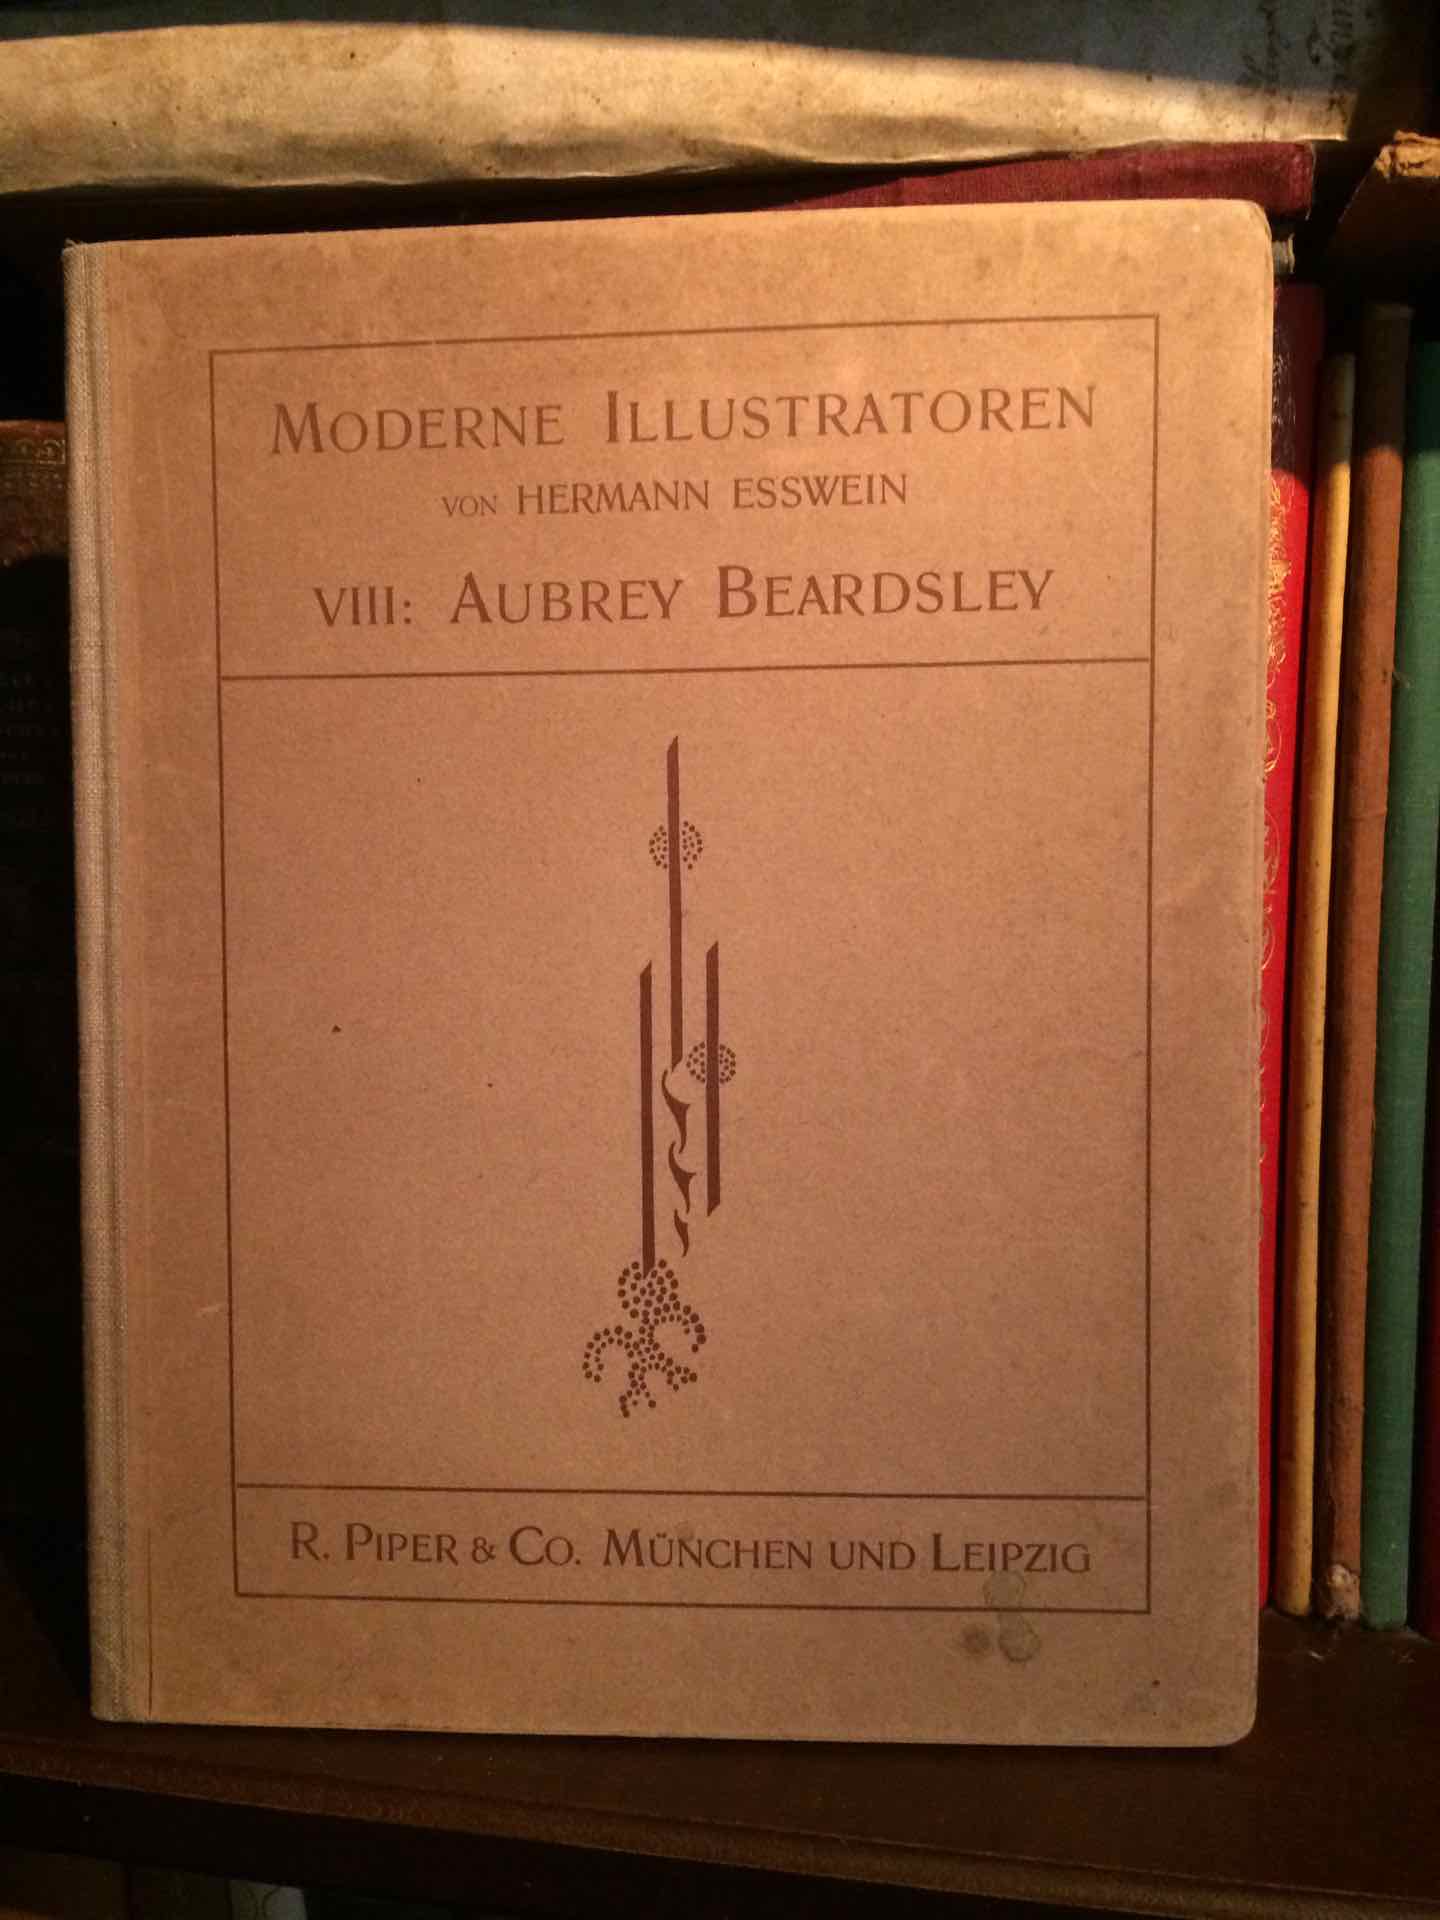 MODERNE ILLUSTRATOREN
VON HERMANN ESSWEIN
VIII: AUBREY BEARDSLEY
R. PIPER & CO. MÜNCHEN UND LEIPZIG